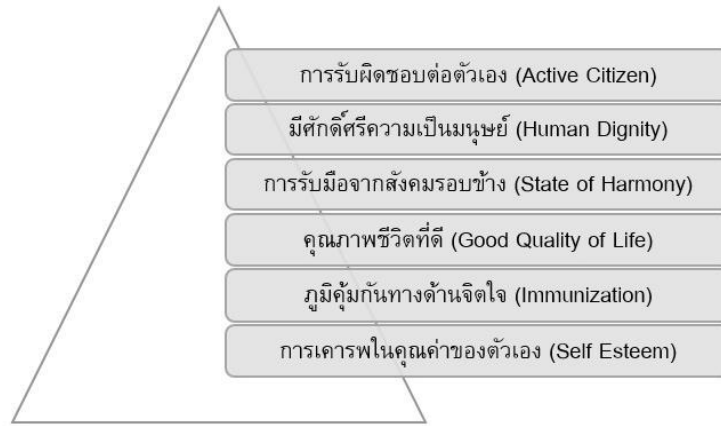 การรับผิดชอบต่อตัวเอง (Active Citizen)
มีศักดิ์ศรีความเป็นมนุษย์ (Human Dignity)
การรับมือจากสังคมรอบข้าง (State of Harmony)
คุณภาพชีวิตที่ดี (Good Quality of Life)
ภูมิคุ้มกันทางด้านจิตใจ (Immunization)
การเคารพในคุณค่าของตัวเอง (Self Esteem)